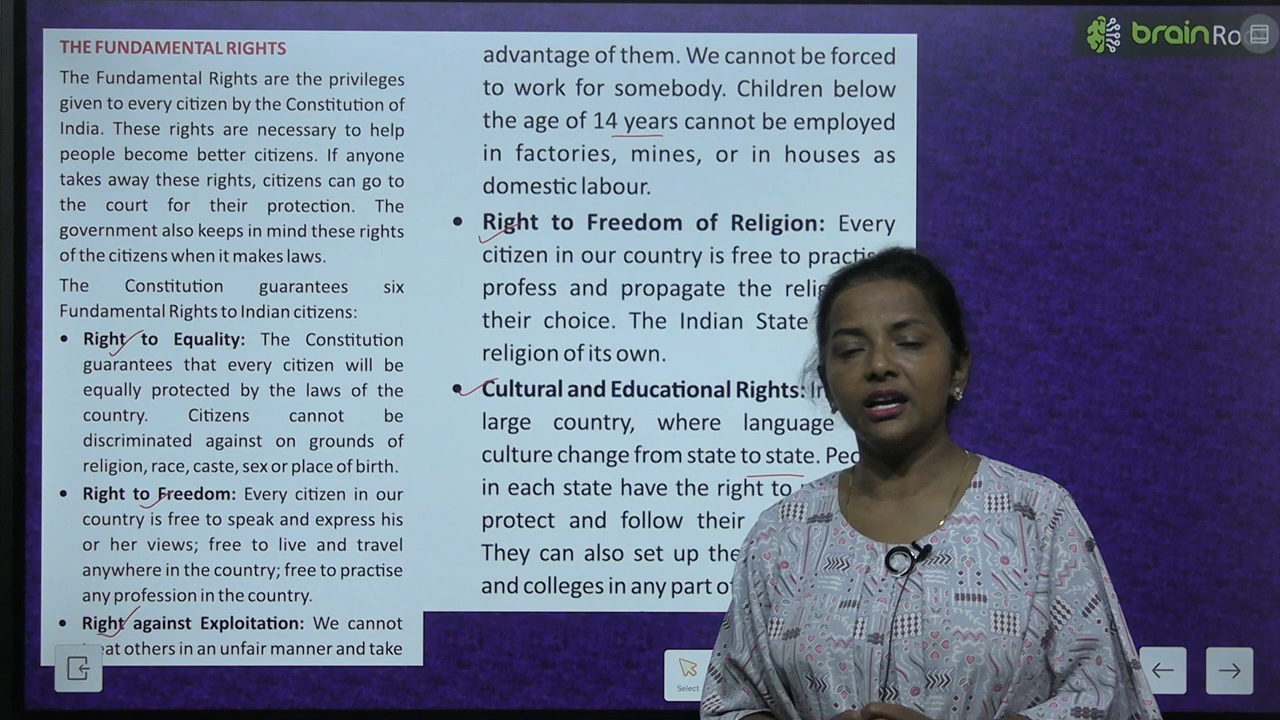 THE FUNDAMENTAL RIGHTS
The Fundamental Rights are the privileges
given to every citizen by the Constitution of
India. These rights are necessary to help
people become better citizens. If anyone
takes away these rights, citizens can go to
the court for their protection. The
government also keeps in mind these rights
of the citizens when it makes laws.
The Constitution guarantees six
Fundamental Rights to Indian citizens:
• Right to Equality: The Constitution
guarantees that every citizen will be
equally protected by the laws of the
country. Citizens cannot be
discriminated against on grounds of
religion, race, caste, sex or place of birth.
• Right to Freedom: Every citizen in our
country is free to speak and express his
or her views; free to live and travel
anywhere in the country; free to practise
any profession in the country.
• Right against Exploitation: We cannot
others in an unfair manner and take
advantage of them. We cannot be forced
to work for somebody. Children below
the age of 14 years cannot be employed
in factories, mines, or in houses as
domestic labour.
• Right to Freedom of Religion: Every
citizen in our country is free to
profess and propagate the
their choice. The Indian State
religion of its own.
• Cultural and Educational Rights:
large country, where language
culture change from state to state.
in each state have the right to
protect and follow their
They can also set up
and colleges in any part
brain
Select